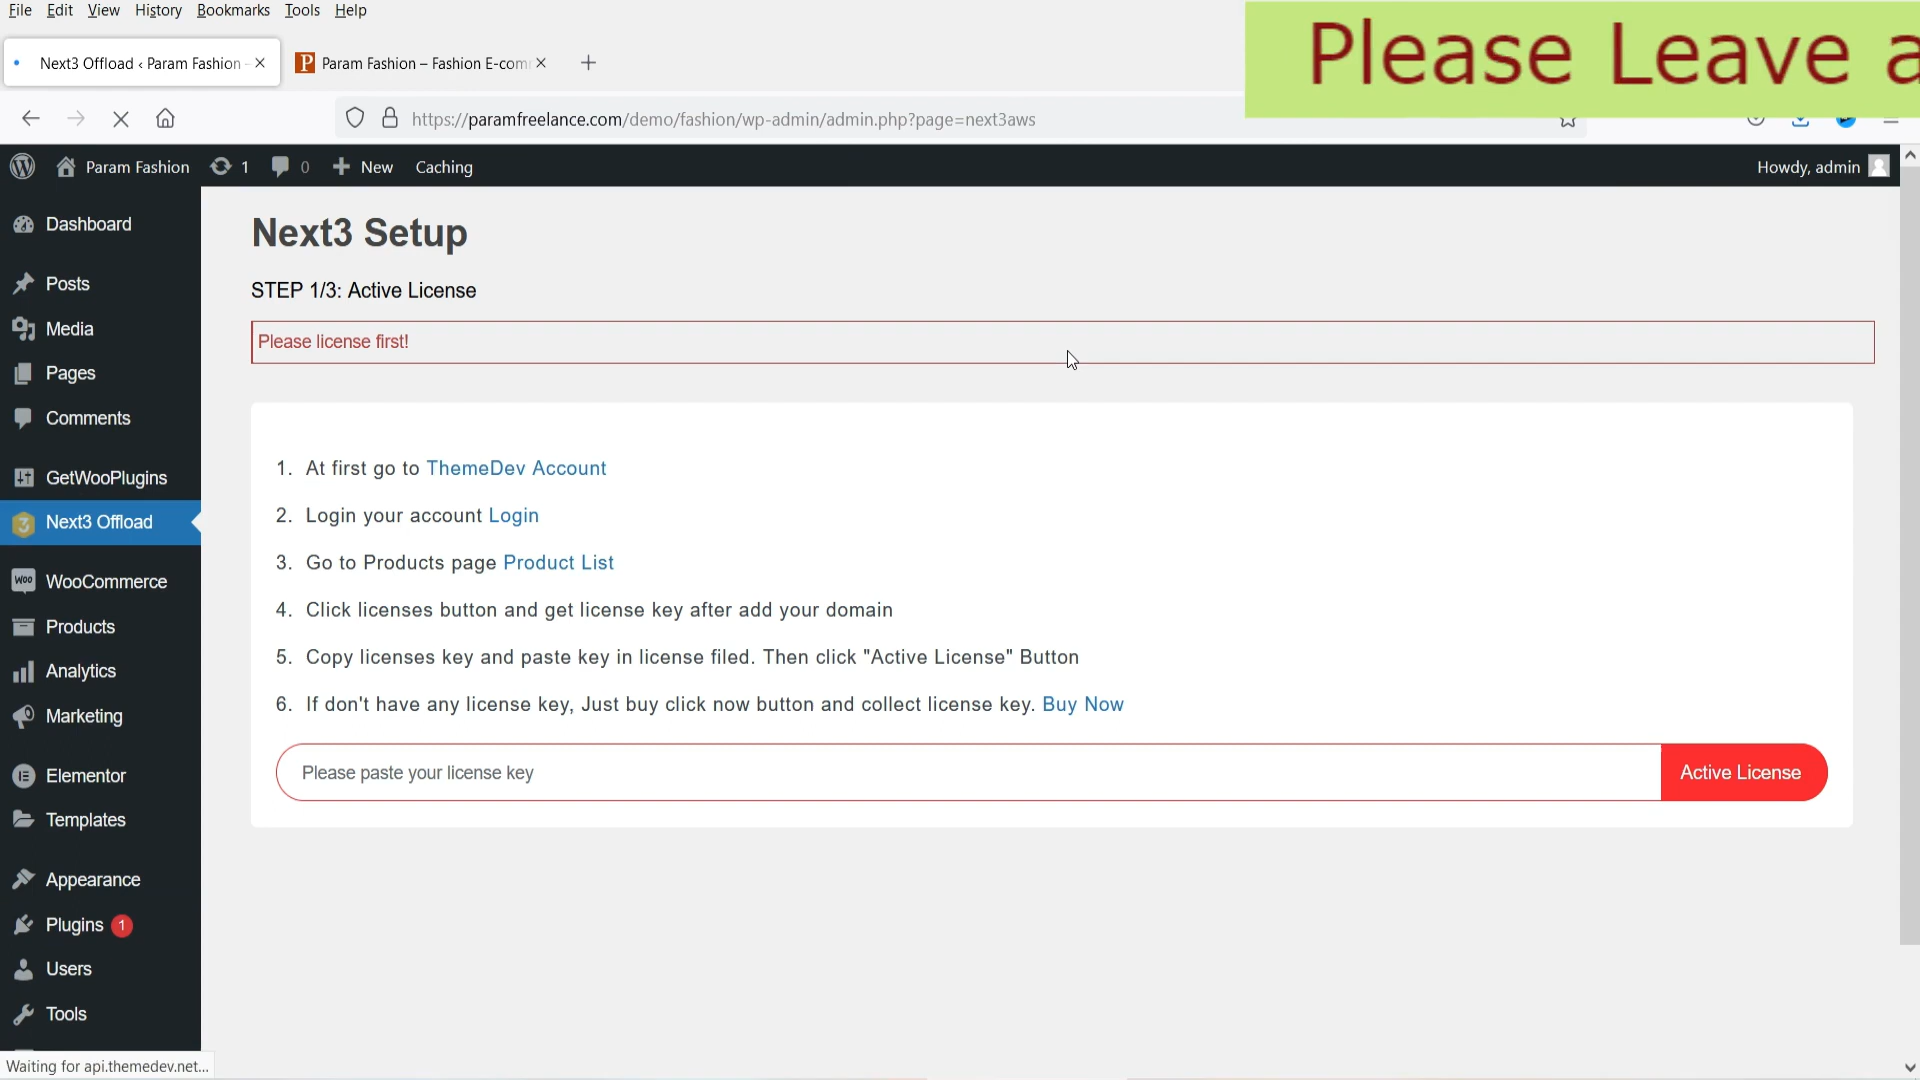 File Edit View History Bookmarks Tools Help
Please Leave a
Next3 Offload ‹ Param Fashion -
Param Fashion – Fashion E-com
https://paramfreelance.com/demo/fashion/wp-admin/admin.php?page=next3aws
Param Fashion 1 0 New Caching Howdy, admin
Dashboard
Posts
Media
Pages
Comments
GetWooPlugins
Next3 Offload
WooCommerce
Products
Analytics
Marketing
Elementor
Templates
Appearance
Plugins 1
Users
Tools
Next3 Setup
STEP 1/3: Active License
Please license first!
1. At first go to ThemeDev Account
2. Login your account Login
3. Go to Products page Product List
4. Click licenses button and get license key after add your domain
5. Copy licenses key and paste key in license filed. Then click "Active License" Button
6. If don't have any license key, Just buy click now button and collect license key. Buy Now
Please paste your license key
Active License
Waiting for api.themedev.net...